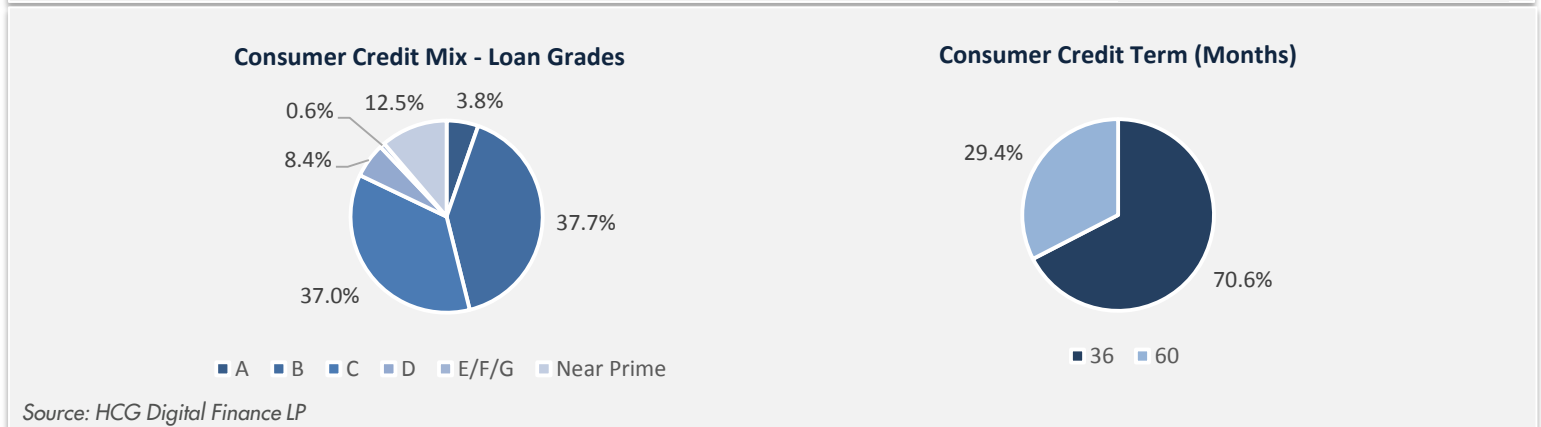 Consumer Credit Mix - Loan Grades
0.6%
12.5%
3.8%
8.4%
37.7%
37.0%
A B C D E/F/G Near Prime
Consumer Credit Term (Months)
29.4%
70.6%
36 60
Source: HCG Digital Finance LP